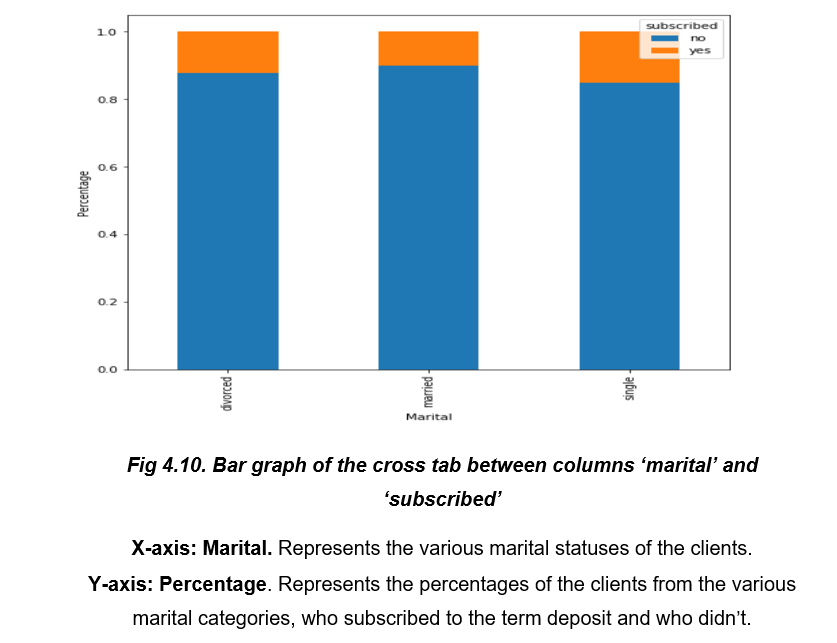 subscribed
no
yes
1.0
0.8
0.6
0.4
0.2
0.0
Percentage
divorced
married
single
Marital
Fig 4.10. Bar graph of the cross tab between columns ‘marital’ and
‘subscribed’
X-axis: Marital. Represents the various marital statuses of the clients.
Y-axis: Percentage. Represents the percentages of the clients from the various
marital categories, who subscribed to the term deposit and who didn’t.